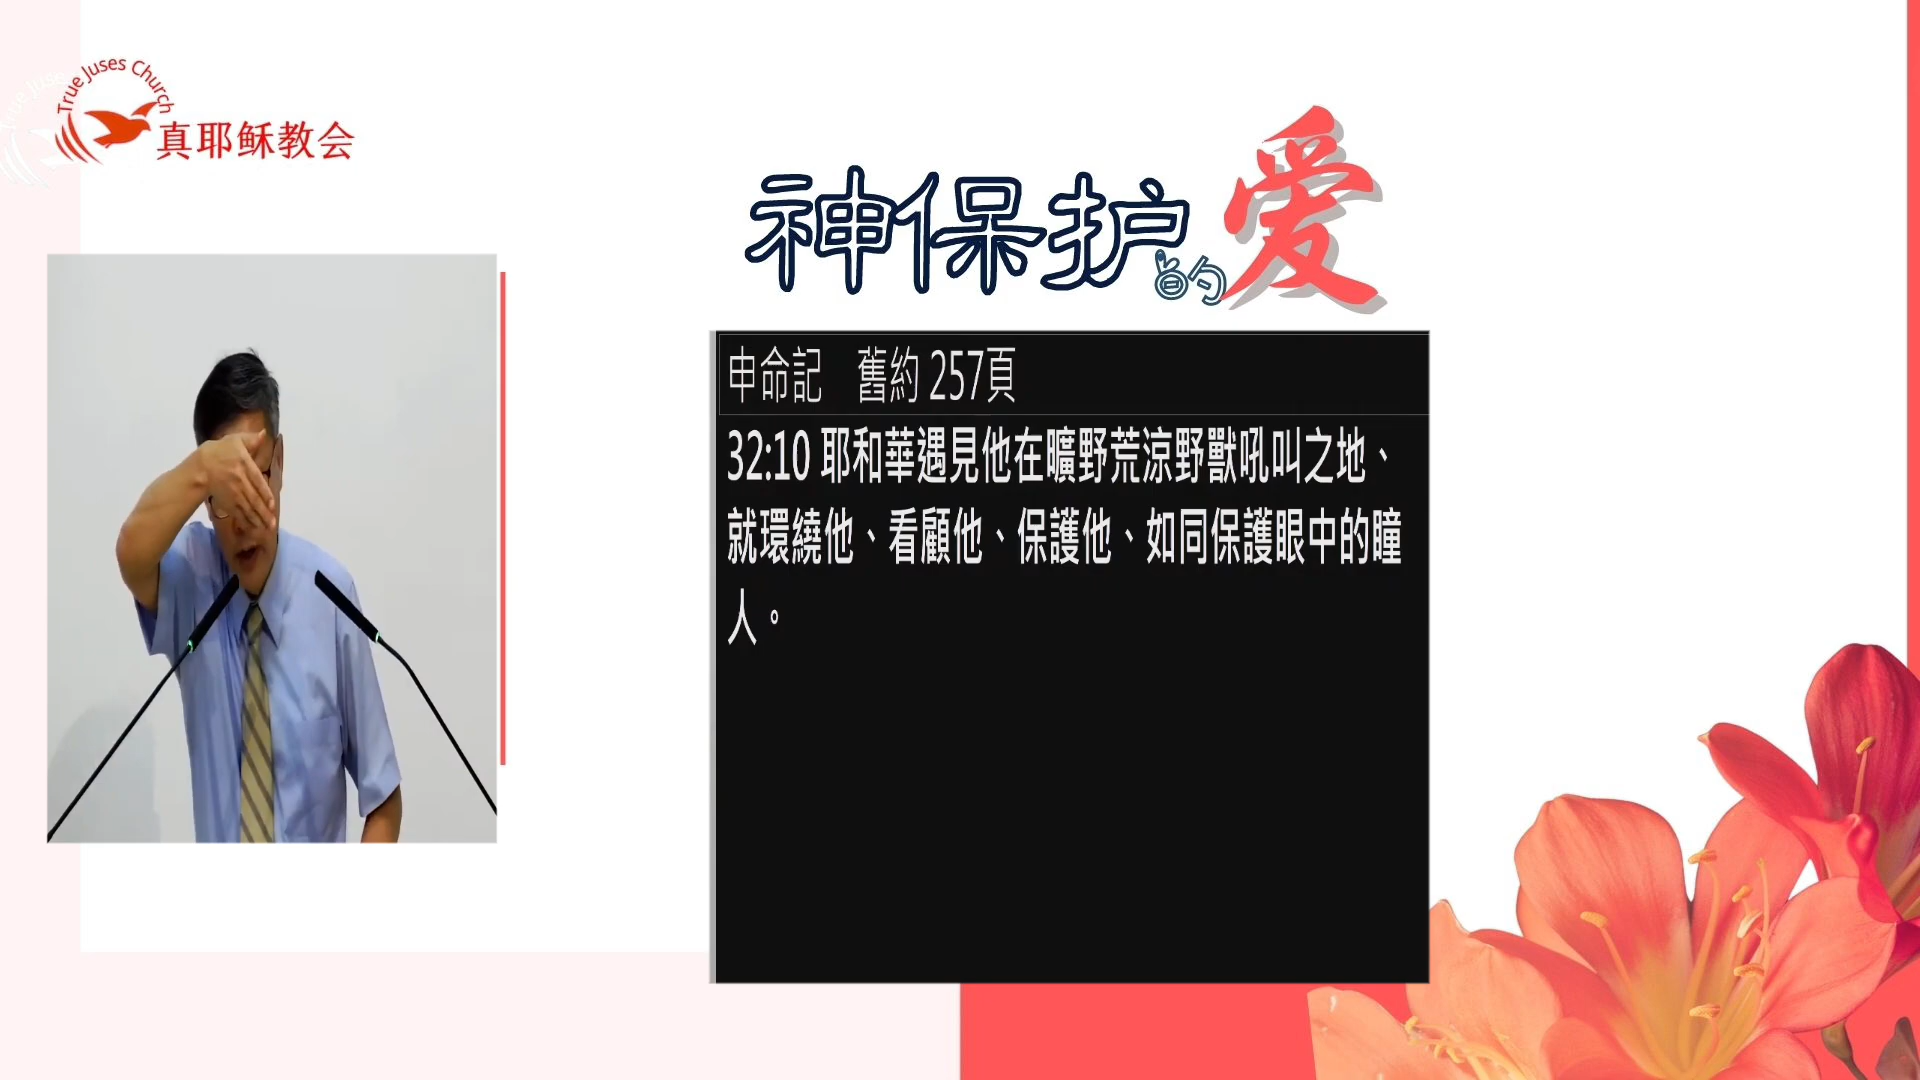 True Juses Church
真耶稣教会
神保护的爱
申命記 舊約 257頁
32:10 耶和華遇見他在曠野荒涼野獸吼叫之地、
就環繞他、看顧他、保護他、如同保護眼中的瞳
人。